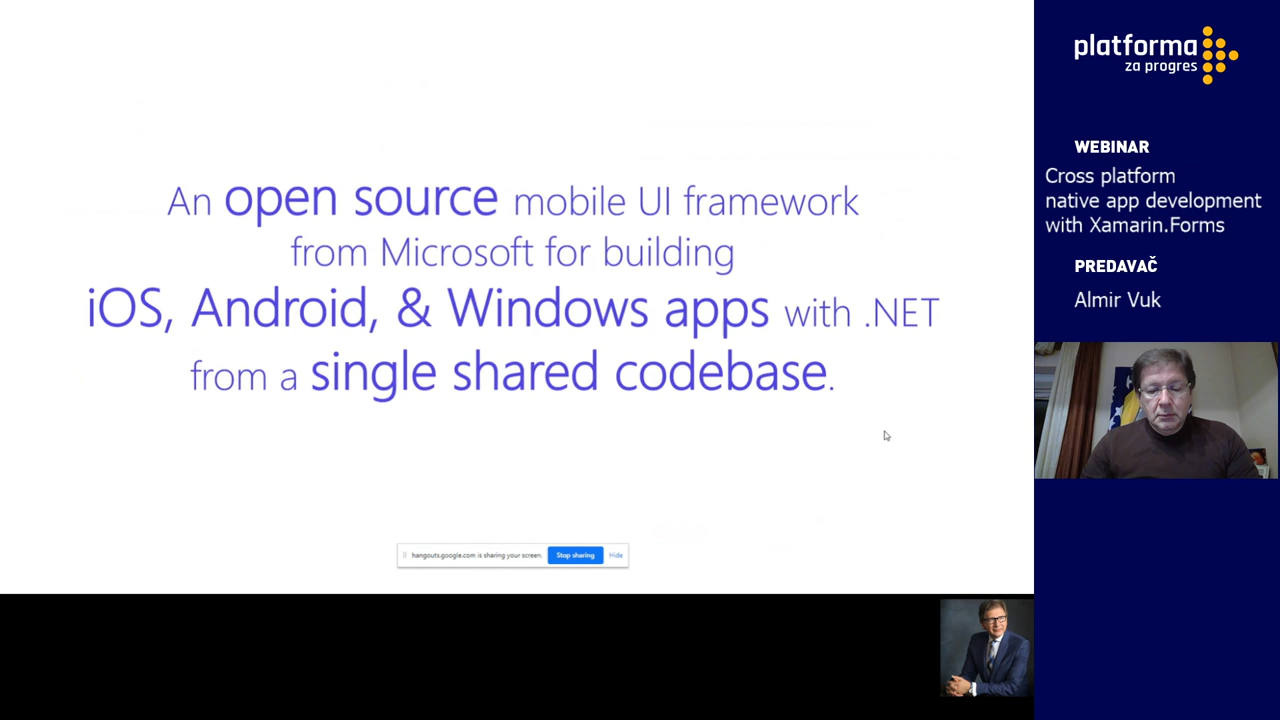 An open source mobile UI framework
from Microsoft for building
iOS, Android, & Windows apps with .NET
from a single shared codebase.
hangouts.google.com is sharing your screen. Stop sharing Hide
platforma
za progres
WEBINAR
Cross platform
native app development
with Xamarin.Forms
PREDAVAČ
Almir Vuk